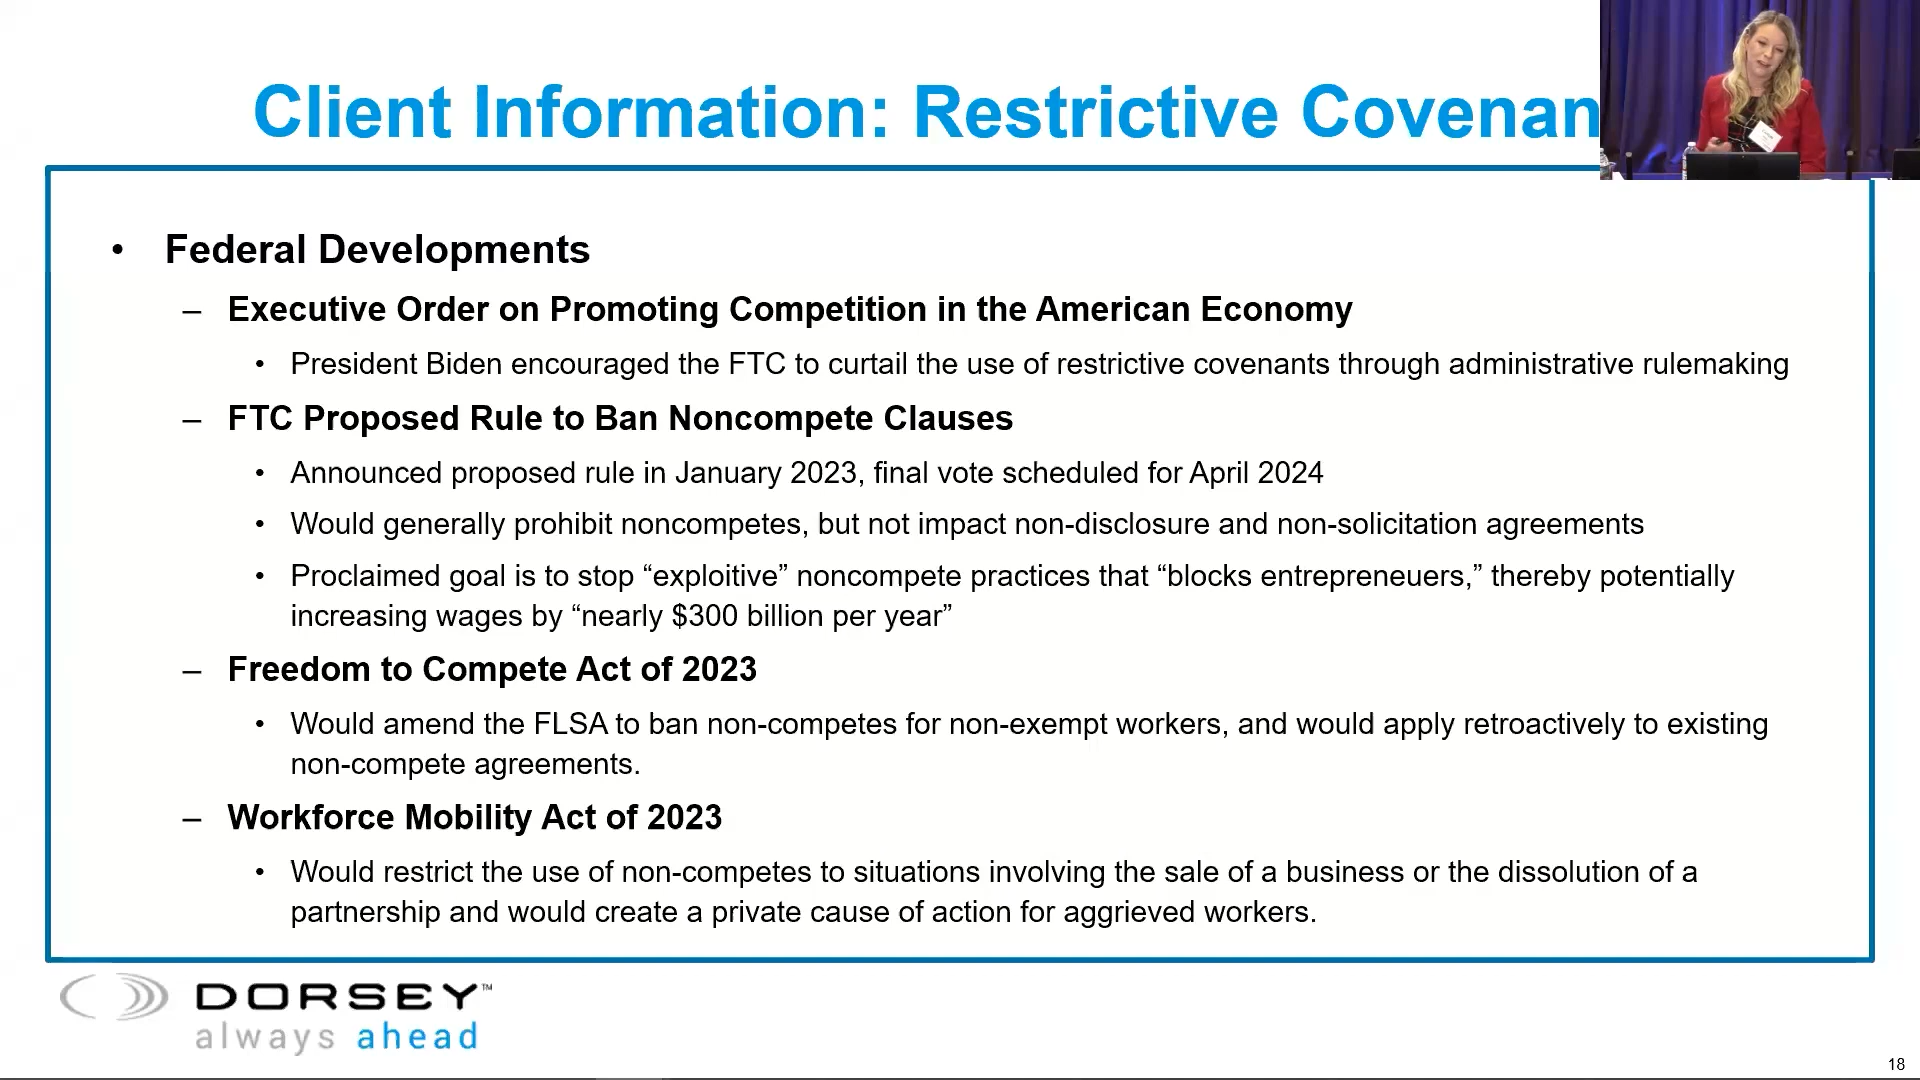 Client Information: Restrictive Covenan
• Federal Developments
– Executive Order on Promoting Competition in the American Economy
• President Biden encouraged the FTC to curtail the use of restrictive covenants through administrative rulemaking
– FTC Proposed Rule to Ban Noncompete Clauses
• Announced proposed rule in January 2023, final vote scheduled for April 2024
• Would generally prohibit noncompetes, but not impact non-disclosure and non-solicitation agreements
• Proclaimed goal is to stop “exploitive” noncompete practices that “blocks entrepreneuers,” thereby potentially
increasing wages by “nearly $300 billion per year”
– Freedom to Compete Act of 2023
• Would amend the FLSA to ban non-competes for non-exempt workers, and would apply retroactively to existing
non-compete agreements.
– Workforce Mobility Act of 2023
• Would restrict the use of non-competes to situations involving the sale of a business or the dissolution of a
partnership and would create a private cause of action for aggrieved workers.
DORSEY™
always ahead
18